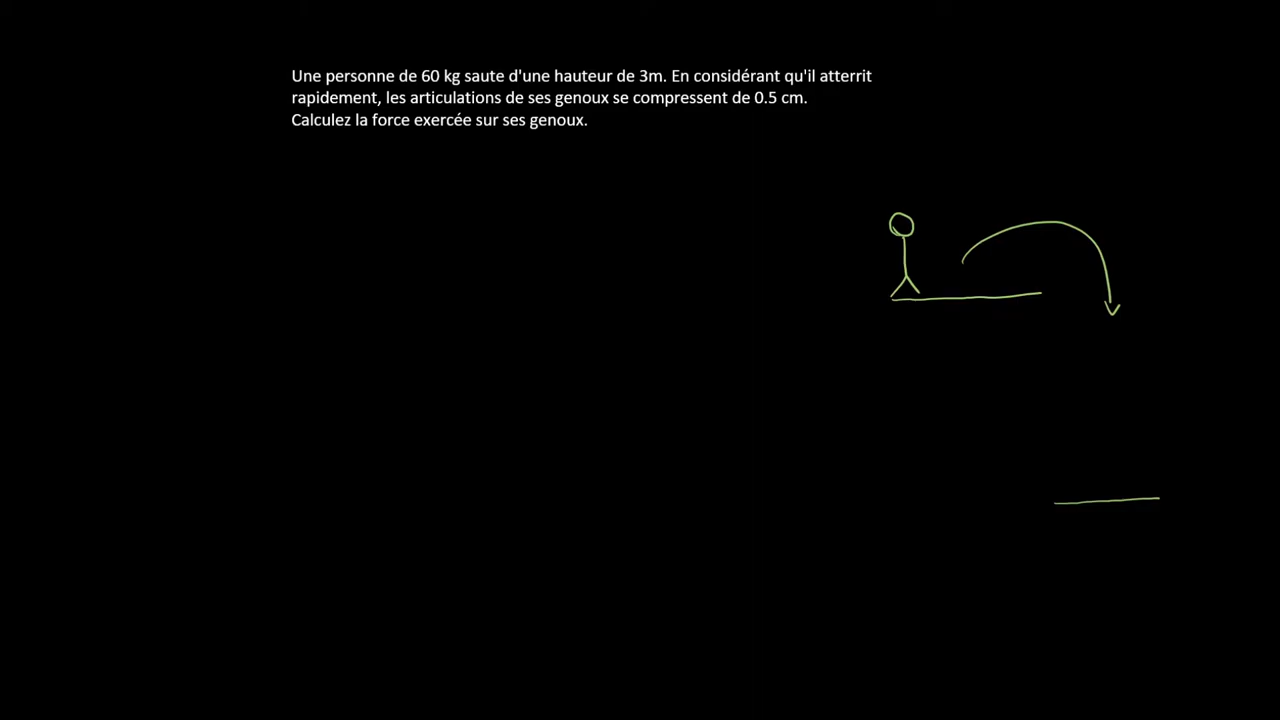 Une personne de 60 kg saute d'une hauteur de 3m. En considérant qu'il atterrit
rapidement, les articulations de ses genoux se compressent de 0.5 cm.
Calculez la force exercée sur ses genoux.